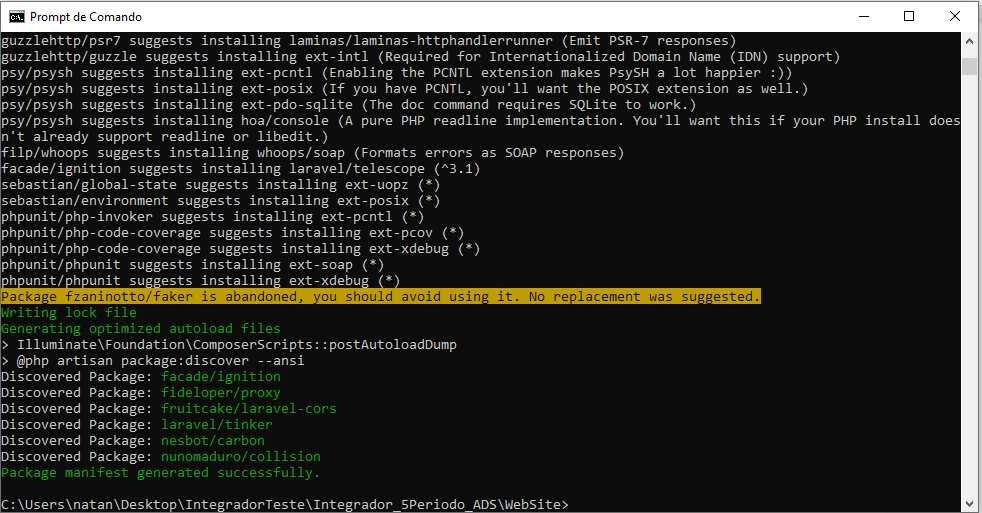 Prompt de Comando
guzzlehttp/psr7 suggests installing laminas/laminas-httphandlerrunner (Emit PSR-7 responses)
guzzlehttp/guzzle suggests installing ext-intl (Required for Internationalized Domain Name (IDN) support)
psy/psysh suggests installing ext-pcntl (Enabling the PCNTL extension makes PsySH a lot happier :))
psy/psysh suggests installing ext-posix (If you have PCNTL, you'll want the POSIX extension as well.)
psy/psysh suggests installing ext-pdo-sqlite (The doc command requires SQLite to work.)
psy/psysh suggests installing hoa/console (A pure PHP readline implementation. You'll want this if your PHP install does
n't already support readline or libedit.)
filp/whoops suggests installing whoops/soap (Formats errors as SOAP responses)
facade/ignition suggests installing laravel/telescope (^3.1)
sebastian/global-state suggests installing ext-uopz (*)
sebastian/environment suggests installing ext-posix (*)
phpunit/php-invoker suggests installing ext-pcntl (*)
phpunit/php-code-coverage suggests installing ext-pcov (*)
phpunit/php-code-coverage suggests installing ext-xdebug (*)
phpunit/phpunit suggests installing ext-soap (*)
phpunit/phpunit suggests installing ext-xdebug (*)
Package fzaninotto/faker is abandoned, you should avoid using it. No replacement was suggested.
Writing lock file
Generating optimized autoload files
> Illuminate\Foundation\ComposerScripts::postAutoloadDump
> @php artisan package:discover --ansi
Discovered Package: facade/ignition
Discovered Package: fideloper/proxy
Discovered Package: fruitcake/laravel-cors
Discovered Package: laravel/tinker
Discovered Package: nesbot/carbon
Discovered Package: nunomaduro/collision
Package manifest generated successfully.
C:\Users\natan\Desktop\IntegradorTeste\Integrador_5Periodo_ADS\WebSite>